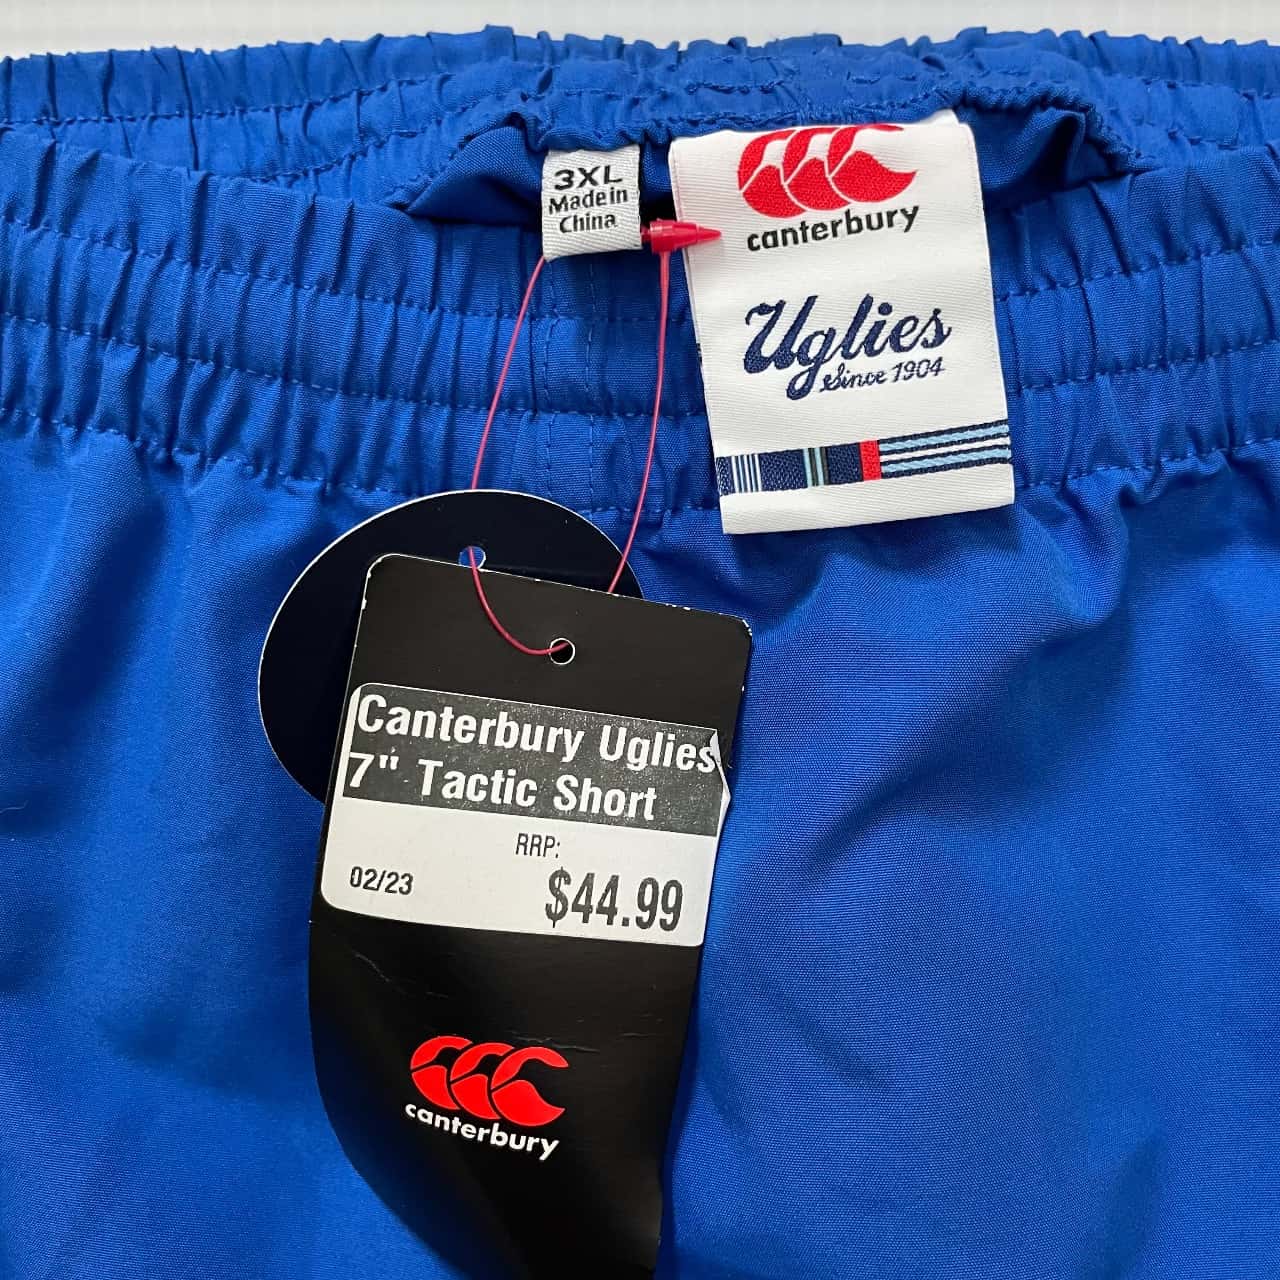 3XL
Made in
China
canterbury
Uglies
Since 1904
Canterbury Uglies
7" Tactic Short
RRP:
02/23
$44.99
canterbury